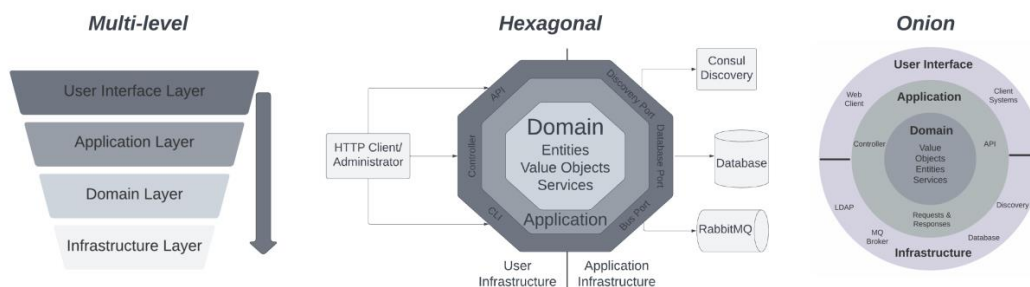 Multi-level
User Interface Layer
Application Layer
Domain Layer
Infrastructure Layer
Hexagonal
HTTP Client/
Administrator
API
Controller
CLI
Domain
Entities
Value Objects
Services
Application
Discovery Port
Database Port
Bus Port
Consul
Discovery
Database
RabbitMQ
User
Infrastructure
Application
Infrastructure
Onion
User Interface
Web
Client
Client
Systems
Application
Controller
API
Domain
Value
Objects
Entities
Services
Requests &
Responses
LDAP
MQ
Broker
Database
Discovery
Infrastructure